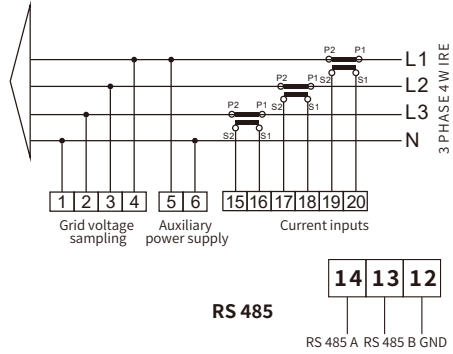 P2 P1
L1
P2 P1 S2 S1
L2
P2 P1 S2 S1
L3
S2 S1
N
3 PHASE 4 WIRE
1 2 3 4 5 6 15 16 17 18 19 20
Grid voltage sampling
Auxiliary power supply
Current inputs
14 13 12
RS 485
RS 485 A RS 485 B GND